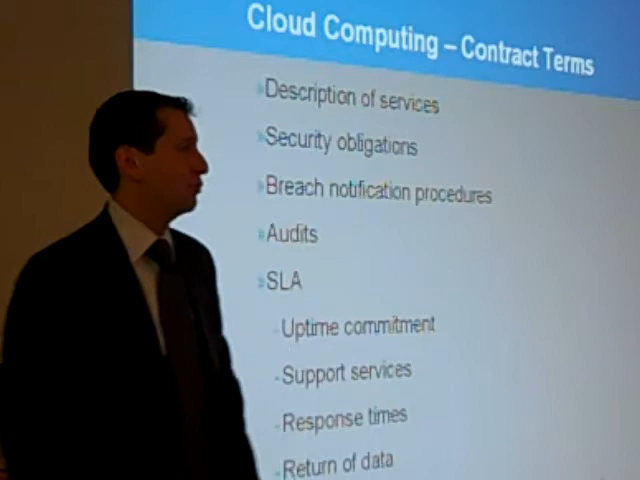 Cloud Computing – Contract Terms
»Description of services
»Security obligations
»Breach notification procedures
»Audits
»SLA
-Uptime commitment
-Support services
-Response times
-Return of data